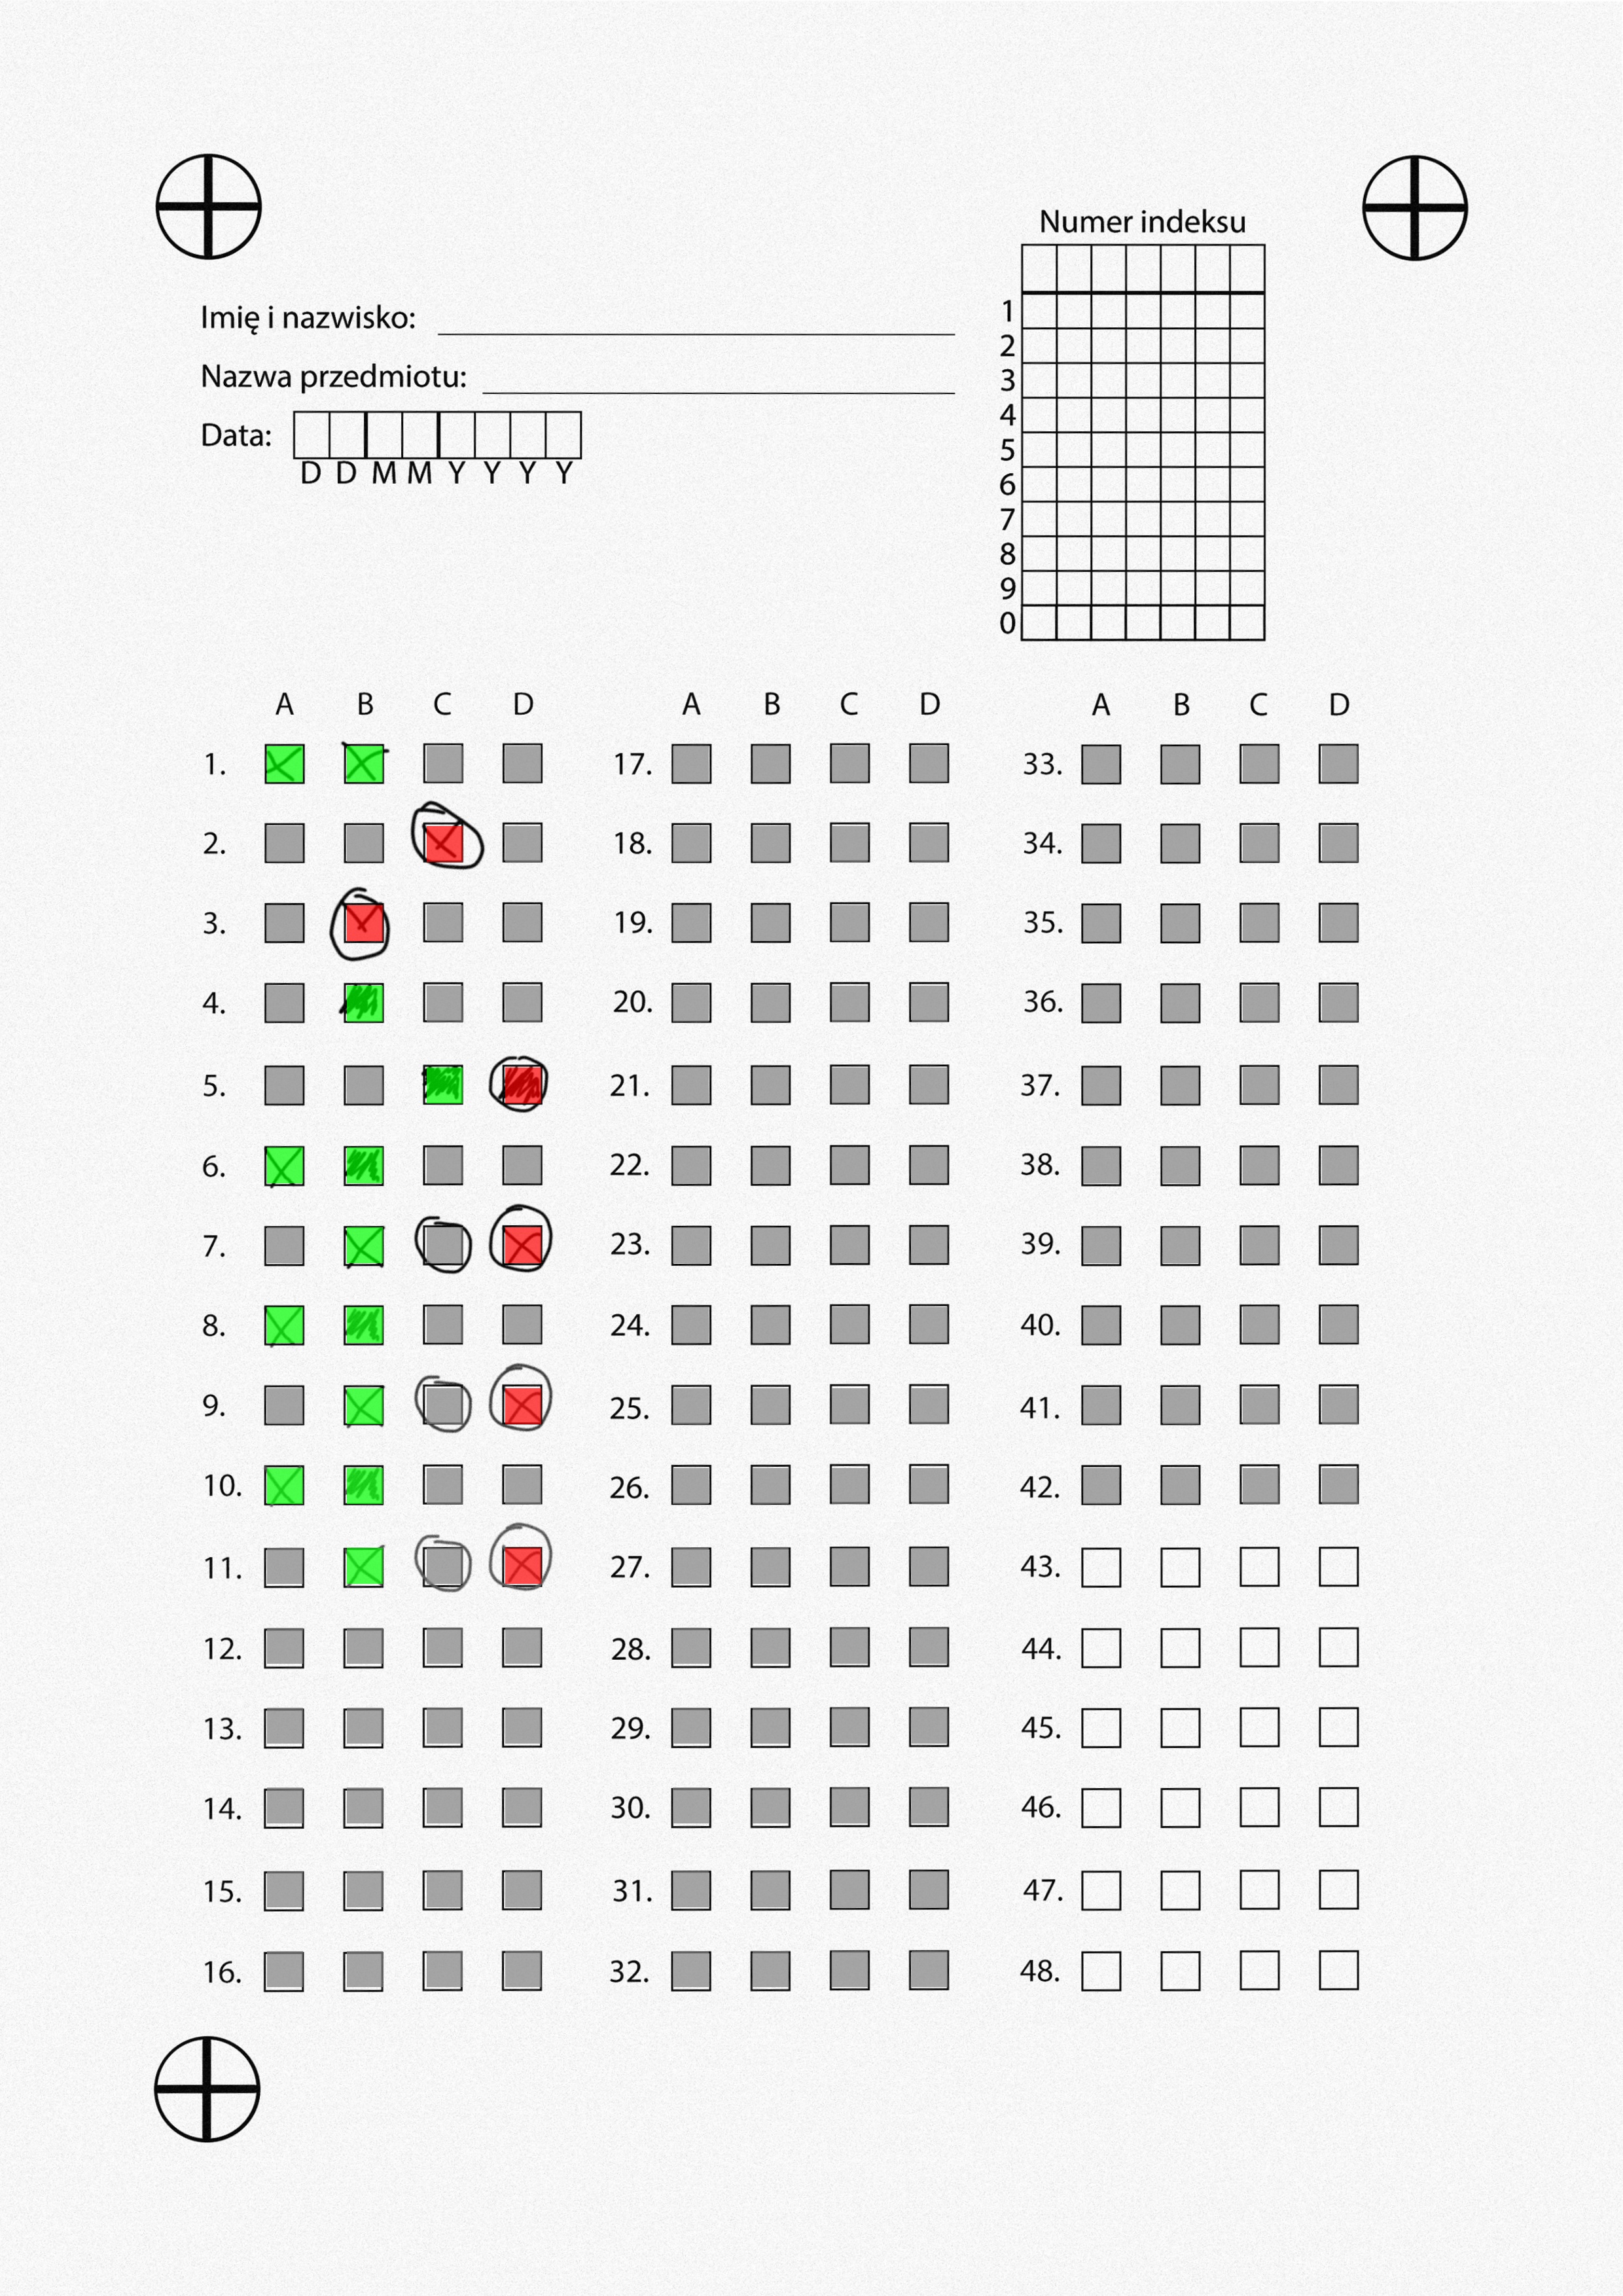 Numer indeksu
Imię i nazwisko:
Nazwa przedmiotu:
Data:
D D M M Y Y Y Y
1
2
3
4
5
6
7
8
9
0
A B C D A B C D A B C D
1. 17. 33.
2. 18. 34.
3. 19. 35.
4. 20. 36.
5. 21. 37.
6. 22. 38.
7. 23. 39.
8. 24. 40.
9. 25. 41.
10. 26. 42.
11. 27. 43.
12. 28. 44.
13. 29. 45.
14. 30. 46.
15. 31. 47.
16. 32. 48.